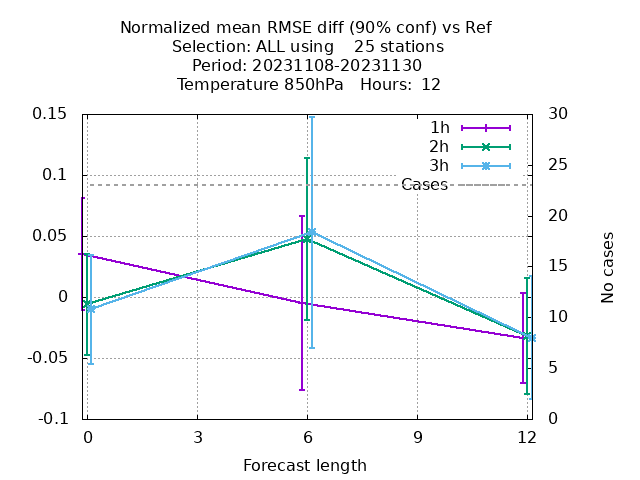 Normalized mean RMSE diff (90% conf) vs Ref
Selection: ALL using    25 stations
Period: 20231108-20231130
Temperature 850hPa   Hours:  12
0.15
0.1
0.05
0
-0.05
-0.1
30
25
20
15
10
5
0
1h
2h
3h
Cases
No cases
0 3 6 9 12
Forecast length